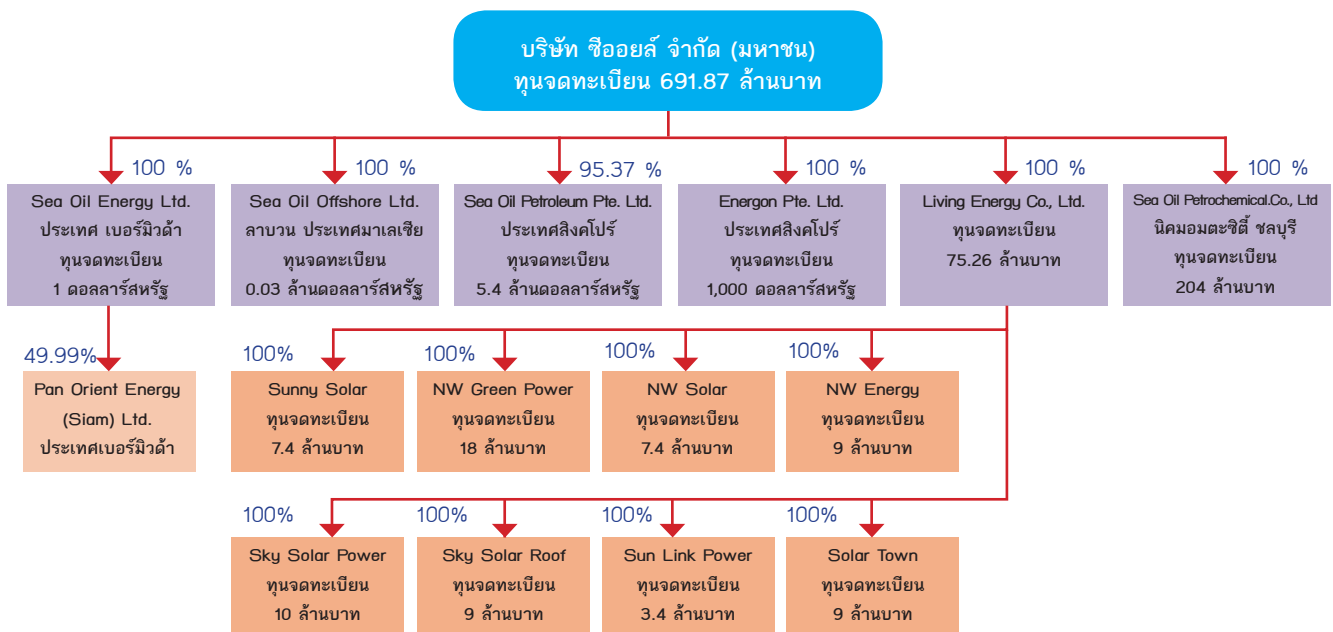 บริษัท ซีออยล์ จำกัด (มหาชน)
ทุนจดทะเบียน 691.87 ล้านบาท
100 %
100 %
95.37 %
100 %
100 %
100 %
Sea Oil Energy Ltd.
ประเทศ เบอร์มิวด้า
ทุนจดทะเบียน
1 ดอลลาร์สหรัฐ
Sea Oil Offshore Ltd.
ลาบวน ประเทศมาเลเซีย
ทุนจดทะเบียน
0.03 ล้านดอลลาร์สหรัฐ
Sea Oil Petroleum Pte. Ltd.
ประเทศสิงคโปร์
ทุนจดทะเบียน
5.4 ล้านดอลลาร์สหรัฐ
Energon Pte. Ltd.
ประเทศสิงคโปร์
ทุนจดทะเบียน
1,000 ดอลลาร์สหรัฐ
Living Energy Co., Ltd.
ทุนจดทะเบียน
75.26 ล้านบาท
Sea Oil Petrochemical.Co., Ltd
นิคมอมตะซิตี้ ชลบุรี
ทุนจดทะเบียน
204 ล้านบาท
49.99%
100%
100%
100%
100%
Pan Orient Energy
(Siam) Ltd.
ประเทศเบอร์มิวด้า
Sunny Solar
ทุนจดทะเบียน
7.4 ล้านบาท
NW Green Power
ทุนจดทะเบียน
18 ล้านบาท
NW Solar
ทุนจดทะเบียน
7.4 ล้านบาท
NW Energy
ทุนจดทะเบียน
9 ล้านบาท
100%
100%
100%
100%
Sky Solar Power
ทุนจดทะเบียน
10 ล้านบาท
Sky Solar Roof
ทุนจดทะเบียน
9 ล้านบาท
Sun Link Power
ทุนจดทะเบียน
3.4 ล้านบาท
Solar Town
ทุนจดทะเบียน
9 ล้านบาท